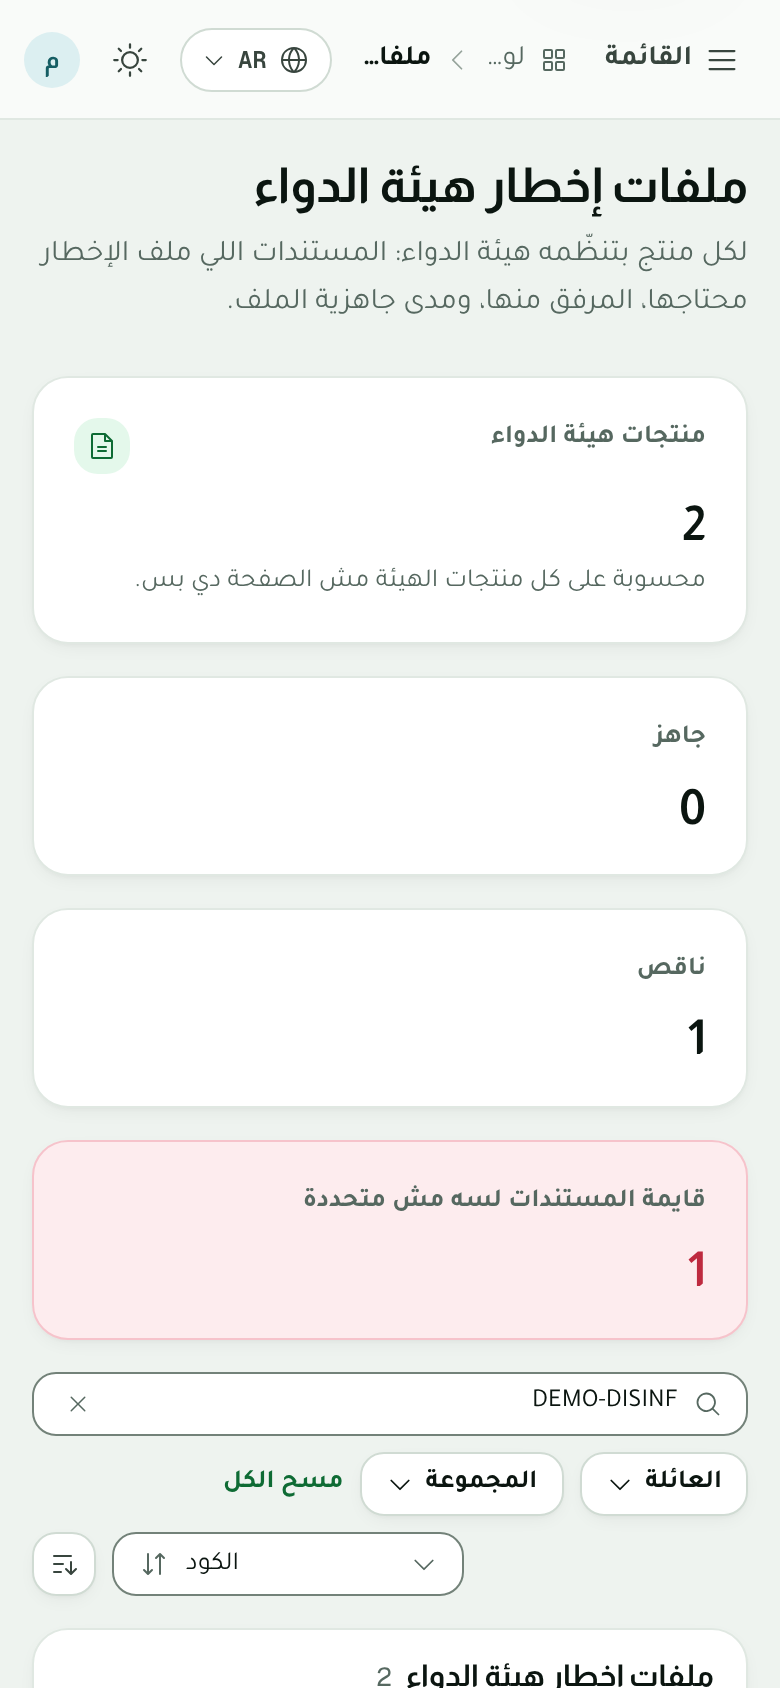 القائمة
لو...
ملفا...
AR
م
ملفات إخطار هيئة الدواء
لكل منتج بتنظّمه هيئة الدواء: المستندات اللي ملف الإخطار
محتاجها، المرفق منها، ومدى جاهزية الملف.
منتجات هيئة الدواء
2
محسوبة على كل منتجات الهيئة مش الصفحة دي بس.
جاهز
0
ناقص
1
قايمة المستندات لسه مش متحددة
1
DEMO-DISINF
العائلة
المجموعة
مسح الكل
الكود
ملفات إخطار هيئة الدواء 2